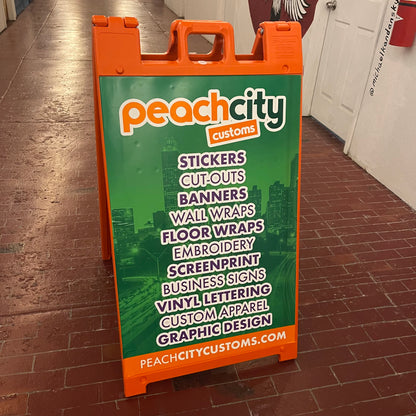 peachcity
customs
STICKERS
CUT-OUTS
BANNERS
WALL WRAPS
FLOOR WRAPS
EMBROIDERY
SCREENPRINT
BUSINESS SIGNS
VINYL LETTERING
CUSTOM APPAREL
GRAPHIC DESIGN
PEACHCITYCUSTOMS.COM